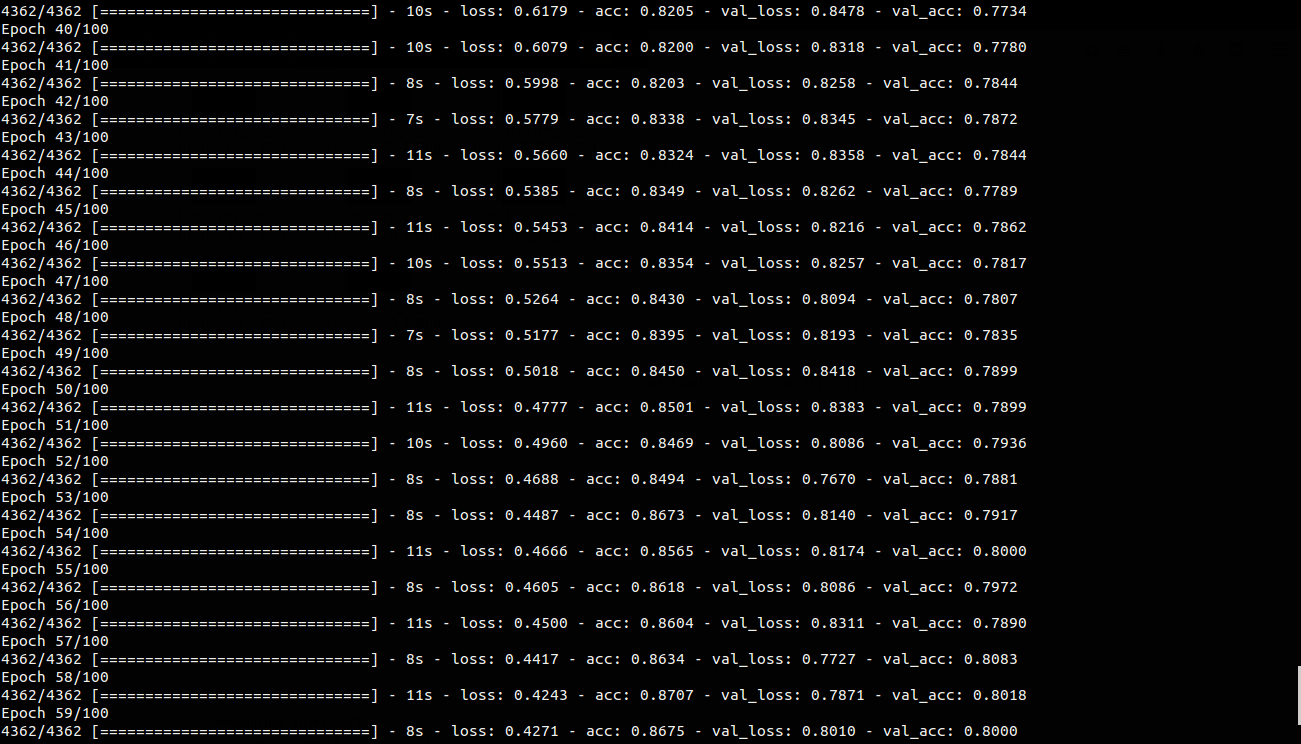 4362/4362 [==============================] - 10s - loss: 0.6179 - acc: 0.8205 - val_loss: 0.8478 - val_acc: 0.7734
Epoch 40/100
4362/4362 [==============================] - 10s - loss: 0.6079 - acc: 0.8200 - val_loss: 0.8318 - val_acc: 0.7780
Epoch 41/100
4362/4362 [==============================] - 8s - loss: 0.5998 - acc: 0.8203 - val_loss: 0.8258 - val_acc: 0.7844
Epoch 42/100
4362/4362 [==============================] - 7s - loss: 0.5779 - acc: 0.8338 - val_loss: 0.8345 - val_acc: 0.7872
Epoch 43/100
4362/4362 [==============================] - 11s - loss: 0.5660 - acc: 0.8324 - val_loss: 0.8358 - val_acc: 0.7844
Epoch 44/100
4362/4362 [==============================] - 8s - loss: 0.5385 - acc: 0.8349 - val_loss: 0.8262 - val_acc: 0.7789
Epoch 45/100
4362/4362 [==============================] - 11s - loss: 0.5453 - acc: 0.8414 - val_loss: 0.8216 - val_acc: 0.7862
Epoch 46/100
4362/4362 [==============================] - 10s - loss: 0.5513 - acc: 0.8354 - val_loss: 0.8257 - val_acc: 0.7817
Epoch 47/100
4362/4362 [==============================] - 8s - loss: 0.5264 - acc: 0.8430 - val_loss: 0.8094 - val_acc: 0.7807
Epoch 48/100
4362/4362 [==============================] - 7s - loss: 0.5177 - acc: 0.8395 - val_loss: 0.8193 - val_acc: 0.7835
Epoch 49/100
4362/4362 [==============================] - 8s - loss: 0.5018 - acc: 0.8450 - val_loss: 0.8418 - val_acc: 0.7899
Epoch 50/100
4362/4362 [==============================] - 11s - loss: 0.4777 - acc: 0.8501 - val_loss: 0.8383 - val_acc: 0.7899
Epoch 51/100
4362/4362 [==============================] - 10s - loss: 0.4960 - acc: 0.8469 - val_loss: 0.8086 - val_acc: 0.7936
Epoch 52/100
4362/4362 [==============================] - 8s - loss: 0.4688 - acc: 0.8494 - val_loss: 0.7670 - val_acc: 0.7881
Epoch 53/100
4362/4362 [==============================] - 8s - loss: 0.4487 - acc: 0.8673 - val_loss: 0.8140 - val_acc: 0.7917
Epoch 54/100
4362/4362 [==============================] - 11s - loss: 0.4666 - acc: 0.8565 - val_loss: 0.8174 - val_acc: 0.8000
Epoch 55/100
4362/4362 [==============================] - 8s - loss: 0.4605 - acc: 0.8618 - val_loss: 0.8086 - val_acc: 0.7972
Epoch 56/100
4362/4362 [==============================] - 11s - loss: 0.4500 - acc: 0.8604 - val_loss: 0.8311 - val_acc: 0.7890
Epoch 57/100
4362/4362 [==============================] - 8s - loss: 0.4417 - acc: 0.8634 - val_loss: 0.7727 - val_acc: 0.8083
Epoch 58/100
4362/4362 [==============================] - 11s - loss: 0.4243 - acc: 0.8707 - val_loss: 0.7871 - val_acc: 0.8018
Epoch 59/100
4362/4362 [==============================] - 8s - loss: 0.4271 - acc: 0.8675 - val_loss: 0.8010 - val_acc: 0.8000